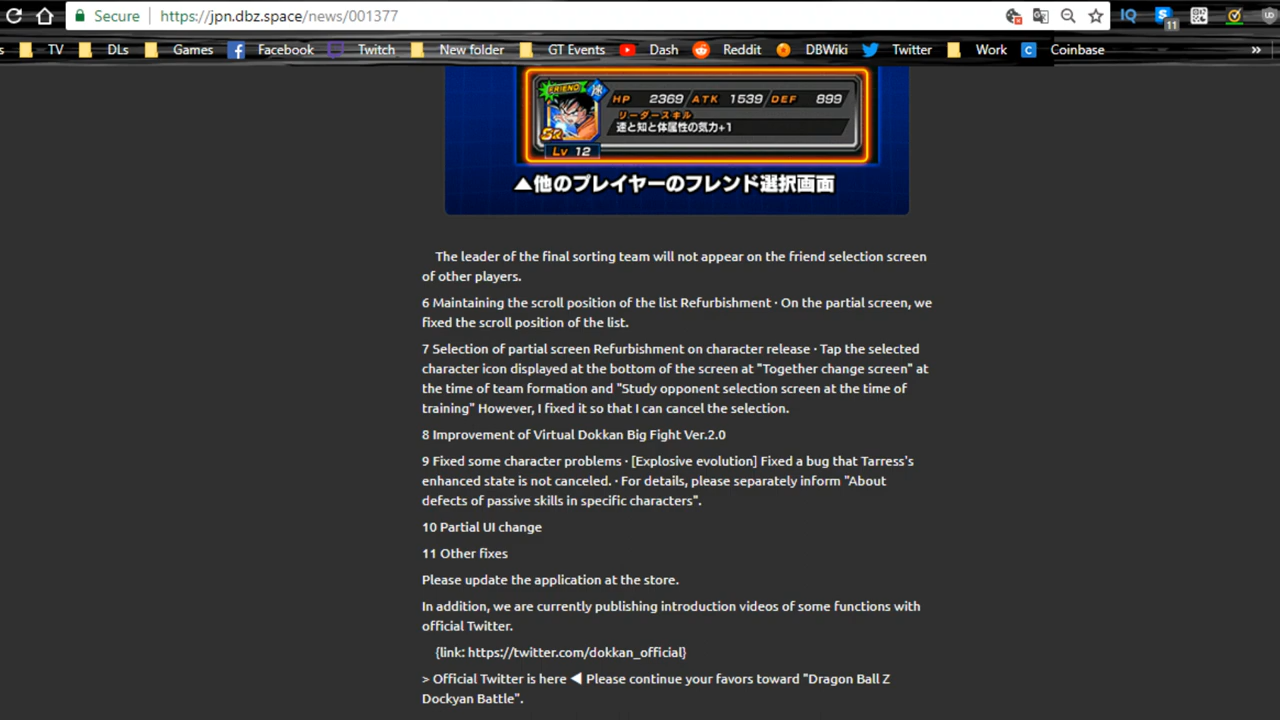 Secure
https://jpn.dbz.space/news/001377
IQ
S
11
UD
s TV DLs Games Facebook Twitch New folder GT Events Dash Reddit DBWiki Twitter Work C Coinbase »
FRIEND
HP 2369 ATK 1539 DEF 899
リーダースキル
速と知と体属性の気力+1
SR
Lv 12
▲他のプレイヤーのフレンド選択画面
The leader of the final sorting team will not appear on the friend selection screen
of other players.
6 Maintaining the scroll position of the list Refurbishment · On the partial screen, we
fixed the scroll position of the list.
7 Selection of partial screen Refurbishment on character release · Tap the selected
character icon displayed at the bottom of the screen at "Together change screen" at
the time of team formation and "Study opponent selection screen at the time of
training" However, I fixed it so that I can cancel the selection.
8 Improvement of Virtual Dokkan Big Fight Ver.2.0
9 Fixed some character problems · [Explosive evolution] Fixed a bug that Tarress's
enhanced state is not canceled. · For details, please separately inform "About
defects of passive skills in specific characters".
10 Partial UI change
11 Other fixes
Please update the application at the store.
In addition, we are currently publishing introduction videos of some functions with
official Twitter.
{link: https://twitter.com/dokkan_official}
> Official Twitter is here ◀ Please continue your favors toward "Dragon Ball Z
Dockyan Battle".